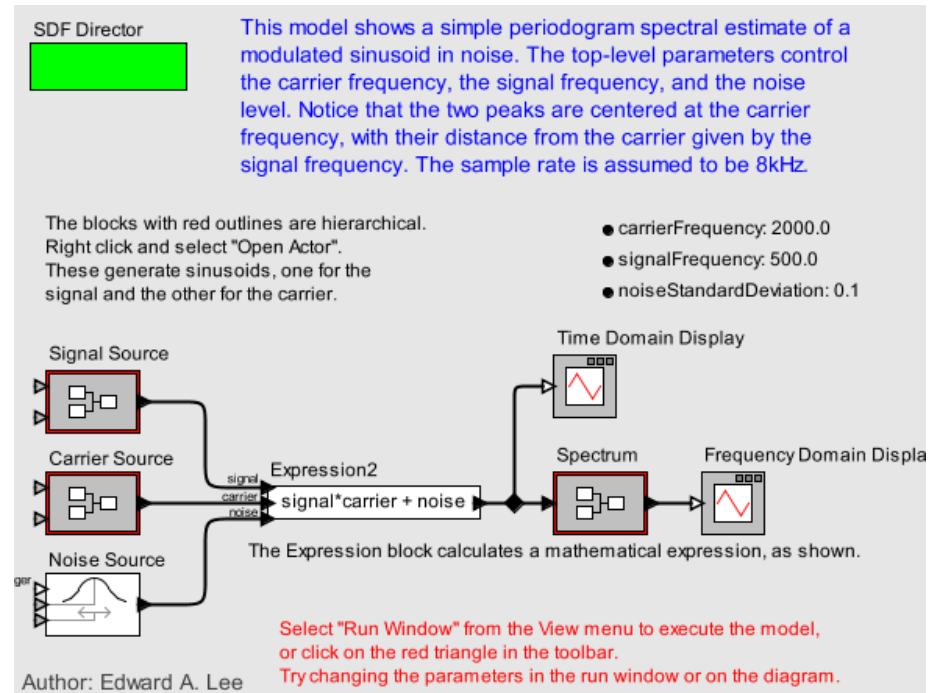 SDF Director
This model shows a simple periodogram spectral estimate of a
modulated sinusoid in noise. The top-level parameters control
the carrier frequency, the signal frequency, and the noise
level. Notice that the two peaks are centered at the carrier
frequency, with their distance from the carrier given by the
signal frequency. The sample rate is assumed to be 8kHz.
The blocks with red outlines are hierarchical.
Right click and select "Open Actor".
These generate sinusoids, one for the
signal and the other for the carrier.
carrierFrequency: 2000.0
signalFrequency: 500.0
noiseStandardDeviation: 0.1
Time Domain Display
Signal Source
Carrier Source
signal
carrier
noise
Expression2
signal*carrier + noise
Spectrum
Frequency Domain Displa
The Expression block calculates a mathematical expression, as shown.
Noise Source
ger
Select "Run Window" from the View menu to execute the model,
or click on the red triangle in the toolbar.
Try changing the parameters in the run window or on the diagram.
Author: Edward A. Lee